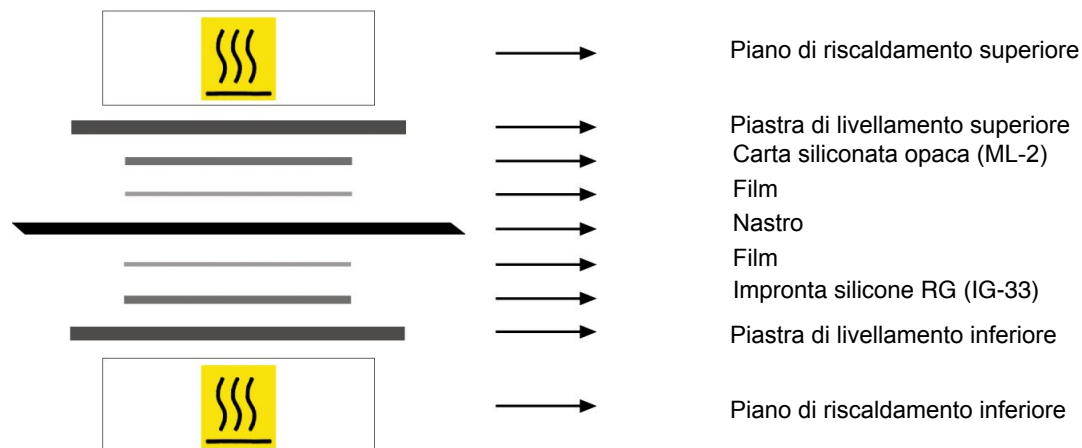 Piano di riscaldamento superiore
Piastra di livellamento superiore
Carta siliconata opaca (ML-2)
Film
Nastro
Film
Impronta silicone RG (IG-33)
Piastra di livellamento inferiore
Piano di riscaldamento inferiore